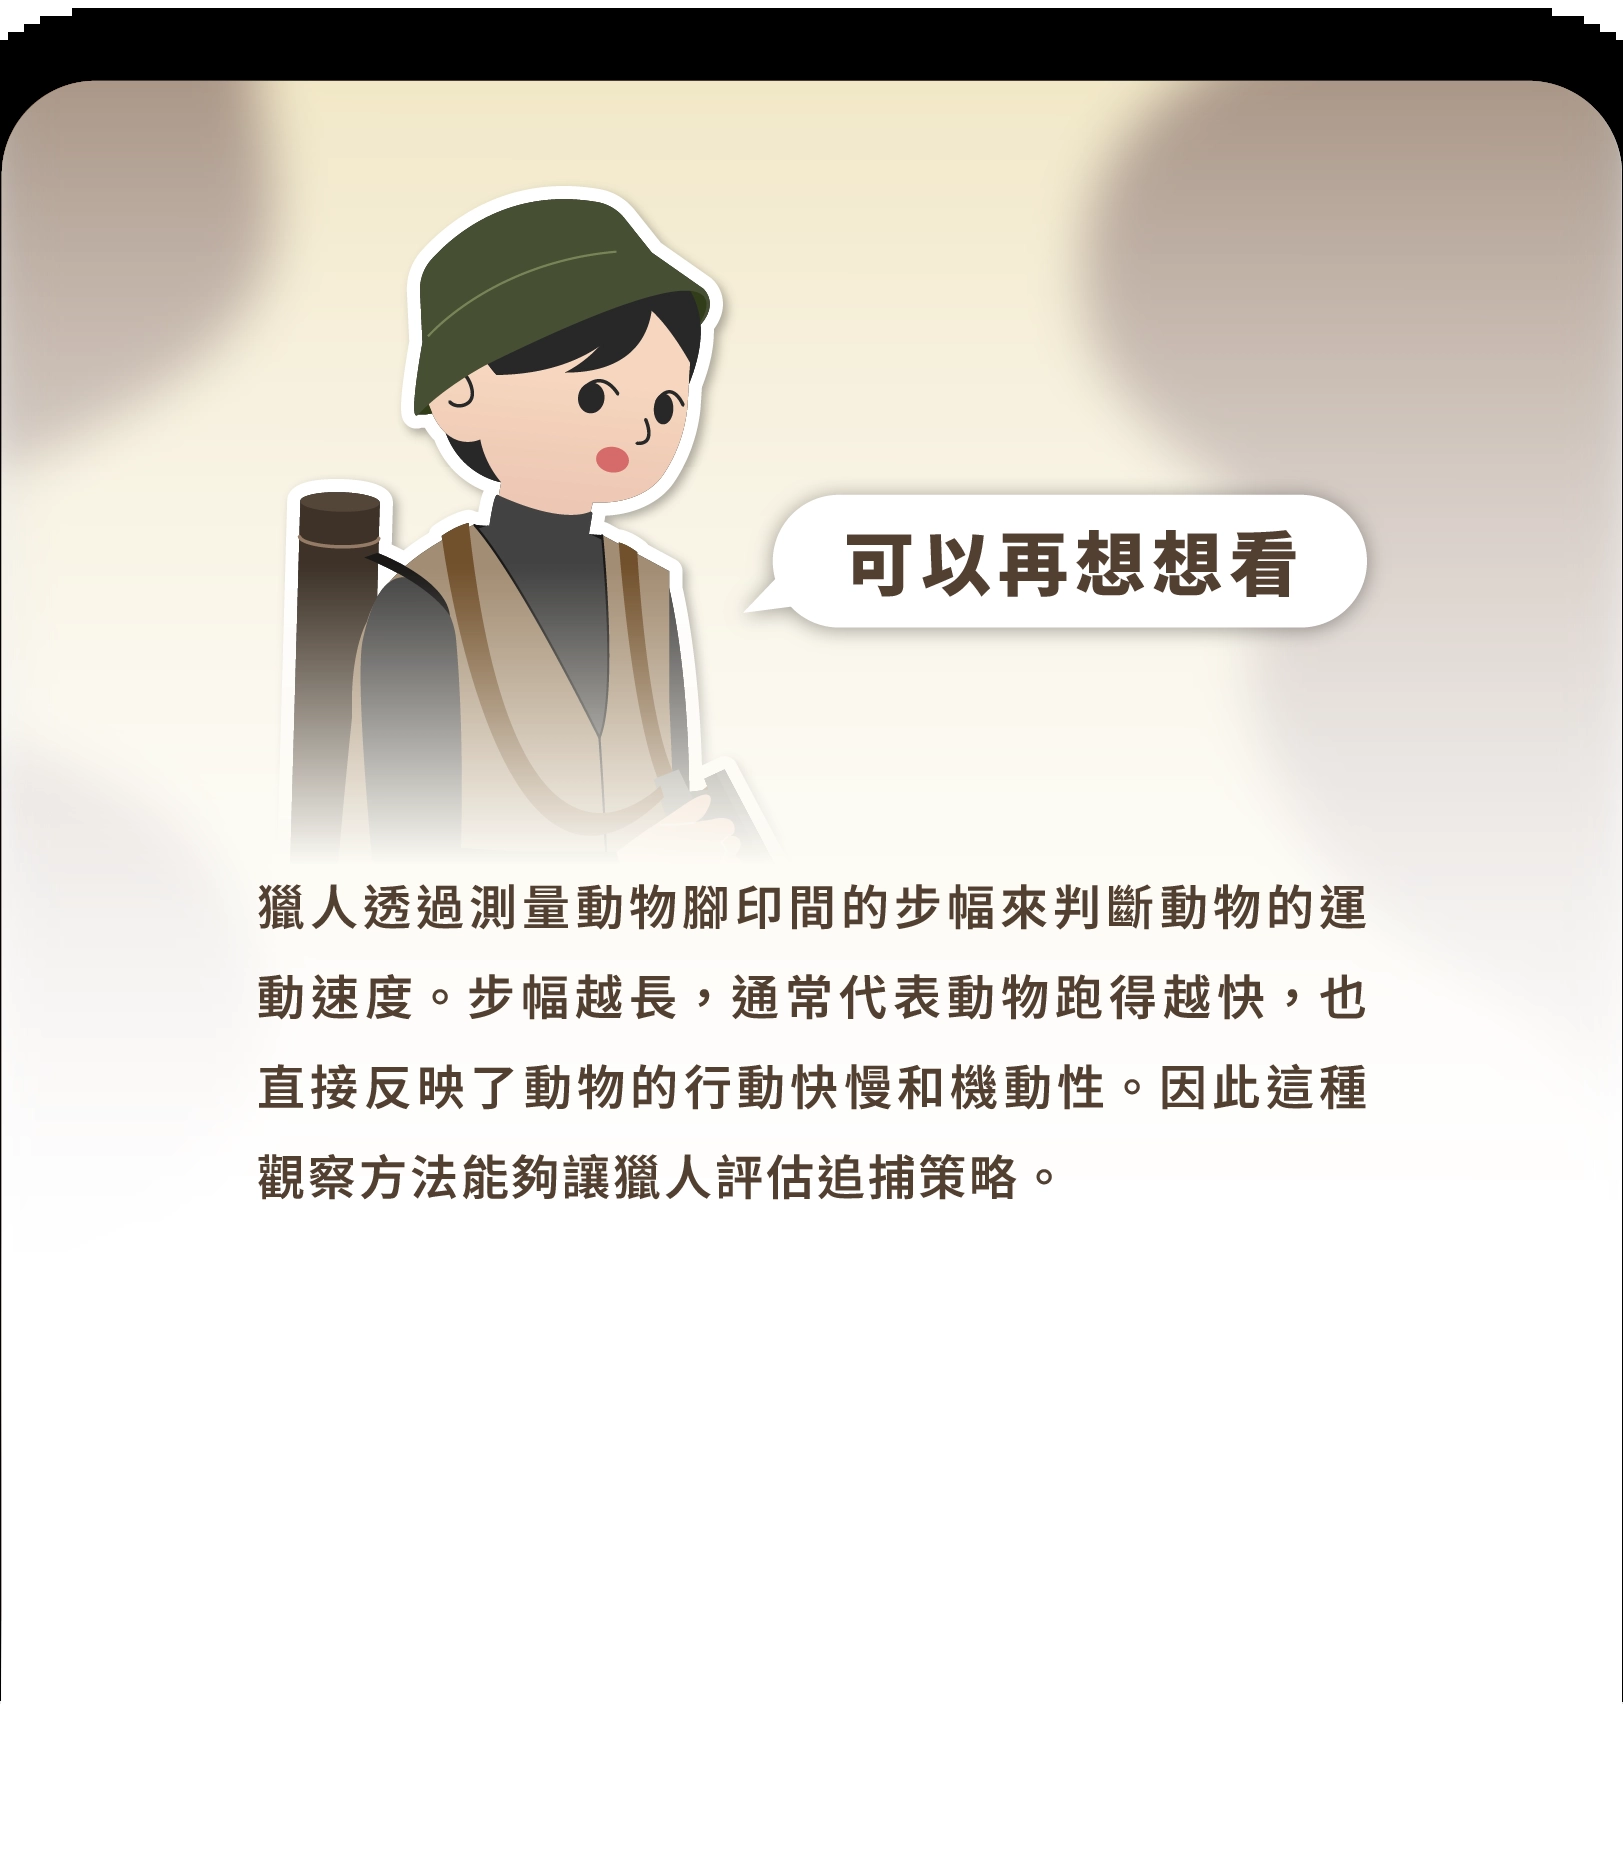 可以再想想看
獵人透過測量動物腳印間的步幅來判斷動物的運
動速度。步幅越長，通常代表動物跑得越快，也
直接反映了動物的行動快慢和機動性。因此這種
觀察方法能夠讓獵人評估追捕策略。